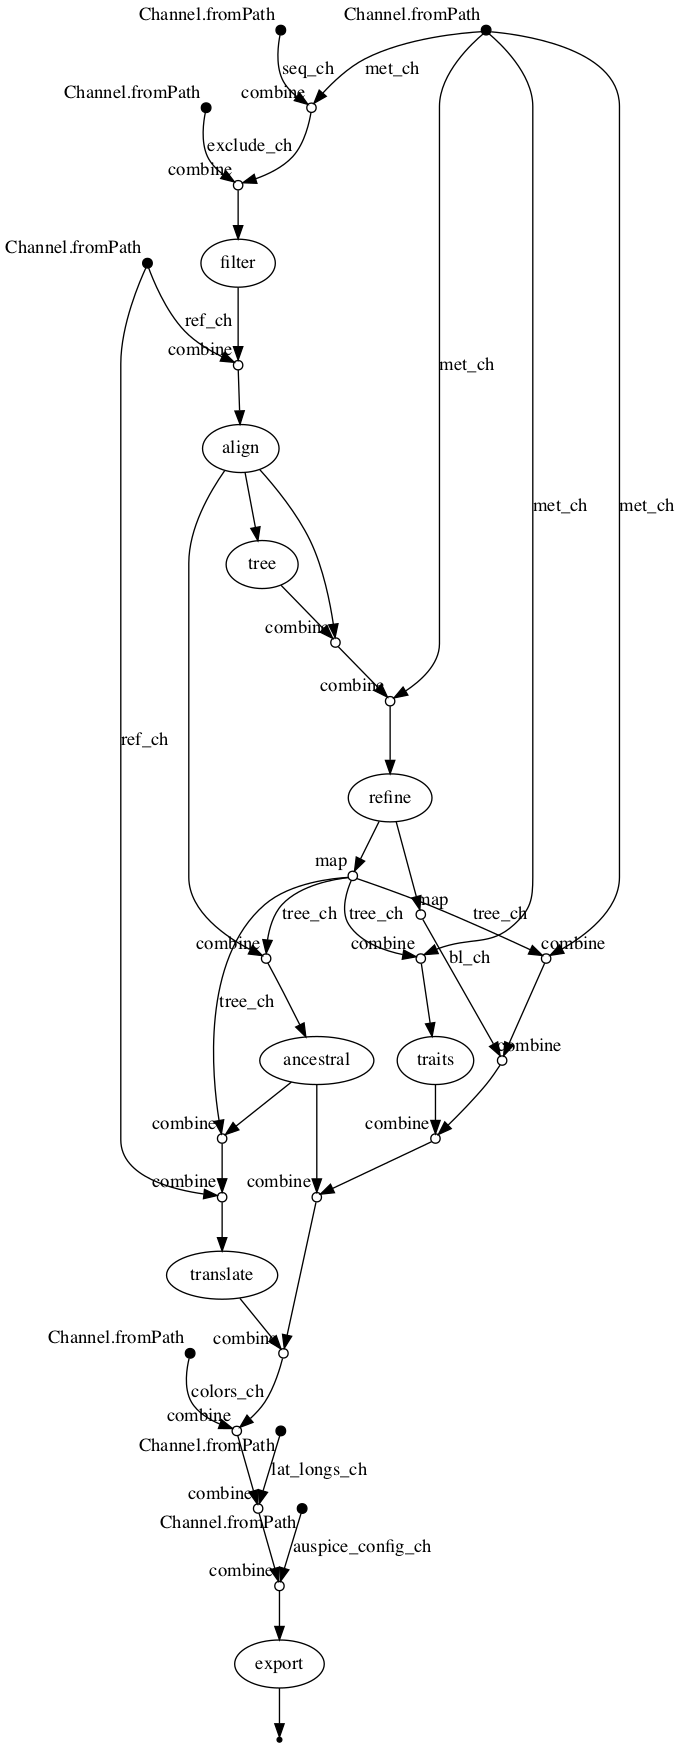 Channel.fromPath
Channel.fromPath
seq_ch
met_ch
Channel.fromPath
combine
exclude_ch
combine
Channel.fromPath
filter
ref_ch
combine
met_ch
align
met_ch
met_ch
tree
combine
combine
ref_ch
refine
map
map
tree_ch
tree_ch
tree_ch
combine
combine
combine
bl_ch
tree_ch
combine
ancestral
traits
combine
combine
combine
combine
translate
Channel.fromPath
combine
colors_ch
combine
Channel.fromPath
lat_longs_ch
combine
Channel.fromPath
auspice_config_ch
combine
export